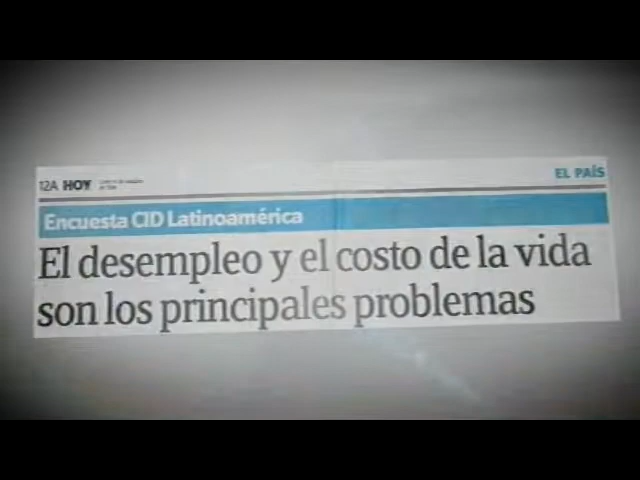 12A HOY
EL PAÍS
Encuesta CID Latinoamérica
El desempleo y el costo de la vida
son los principales problemas